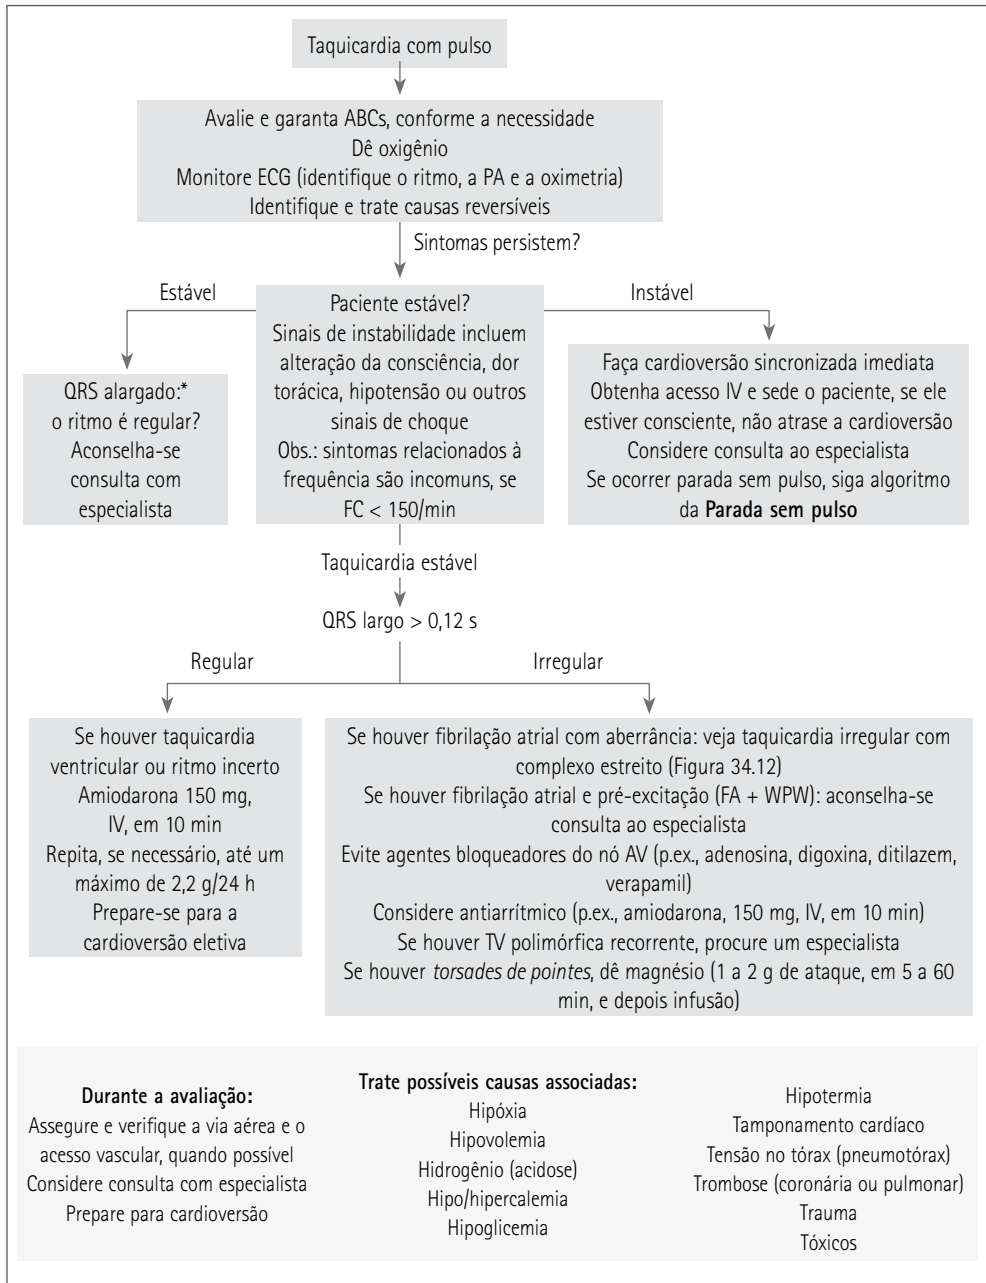 Taquicardia com pulso
Avalie e garanta ABCs, conforme a necessidade
Dê oxigênio
Monitore ECG (identifique o ritmo, a PA e a oximetria)
Identifique e trate causas reversíveis
Sintomas persistem?
Estável
Instável
QRS alargado:*
o ritmo é regular?
Aconselha-se
consulta com
especialista
Paciente estável?
Sinais de instabilidade incluem
alteração da consciência, dor
torácica, hipotensão ou outros
sinais de choque
Obs.: sintomas relacionados à
frequência são incomuns, se
FC < 150/min
Faça cardioversão sincronizada imediata
Obtenha acesso IV e sede o paciente, se ele
estiver consciente, não atrase a cardioversão
Considere consulta ao especialista
Se ocorrer parada sem pulso, siga algoritmo
da Parada sem pulso
Taquicardia estável
QRS largo > 0,12 s
Regular
Irregular
Se houver taquicardia
ventricular ou ritmo incerto
Amiodarona 150 mg,
IV, em 10 min
Repita, se necessário, até um
máximo de 2,2 g/24 h
Prepare-se para a
cardioversão eletiva
Se houver fibrilação atrial com aberrância: veja taquicardia irregular com
complexo estreito (Figura 34.12)
Se houver fibrilação atrial e pré-excitação (FA + WPW): aconselha-se
consulta ao especialista
Evite agentes bloqueadores do nó AV (p.ex., adenosina, digoxina, ditilazem,
verapamil)
Considere antiarrítmico (p.ex., amiodarona, 150 mg, IV, em 10 min)
Se houver TV polimórfica recorrente, procure um especialista
Se houver torsades de pointes, dê magnésio (1 a 2 g de ataque, em 5 a 60
min, e depois infusão)
Durante a avaliação:
Assegure e verifique a via aérea e o
acesso vascular, quando possível
Considere consulta com especialista
Prepare para cardioversão
Trate possíveis causas associadas:
Hipóxia
Hipovolemia
Hidrogênio (acidose)
Hipo/hipercalemia
Hipoglicemia
Hipotermia
Tamponamento cardíaco
Tensão no tórax (pneumotórax)
Trombose (coronária ou pulmonar)
Trauma
Tóxicos